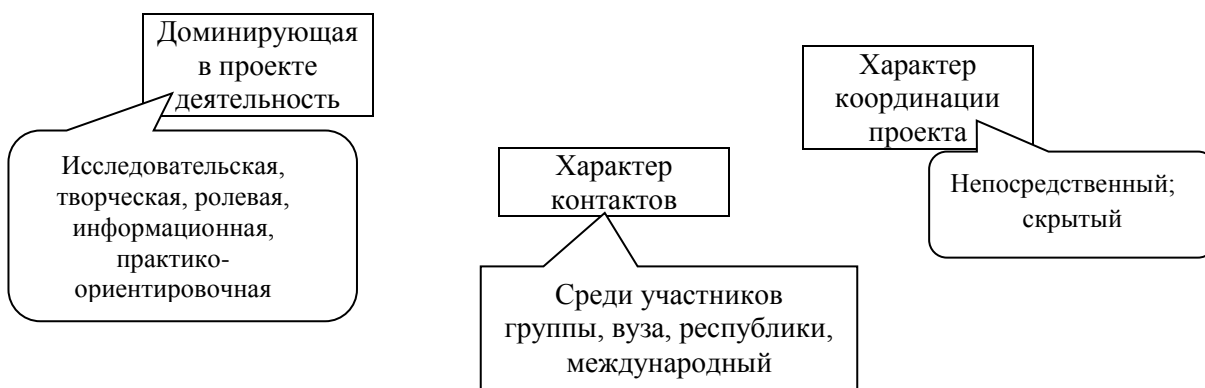 Доминирующая
в проекте
деятельность
Исследовательская,
творческая, ролевая,
информационная,
практико-
ориентировочная
Характер
контактов
Среди участников
группы, вуза, республики,
международный
Характер
координации
проекта
Непосредственный;
скрытый